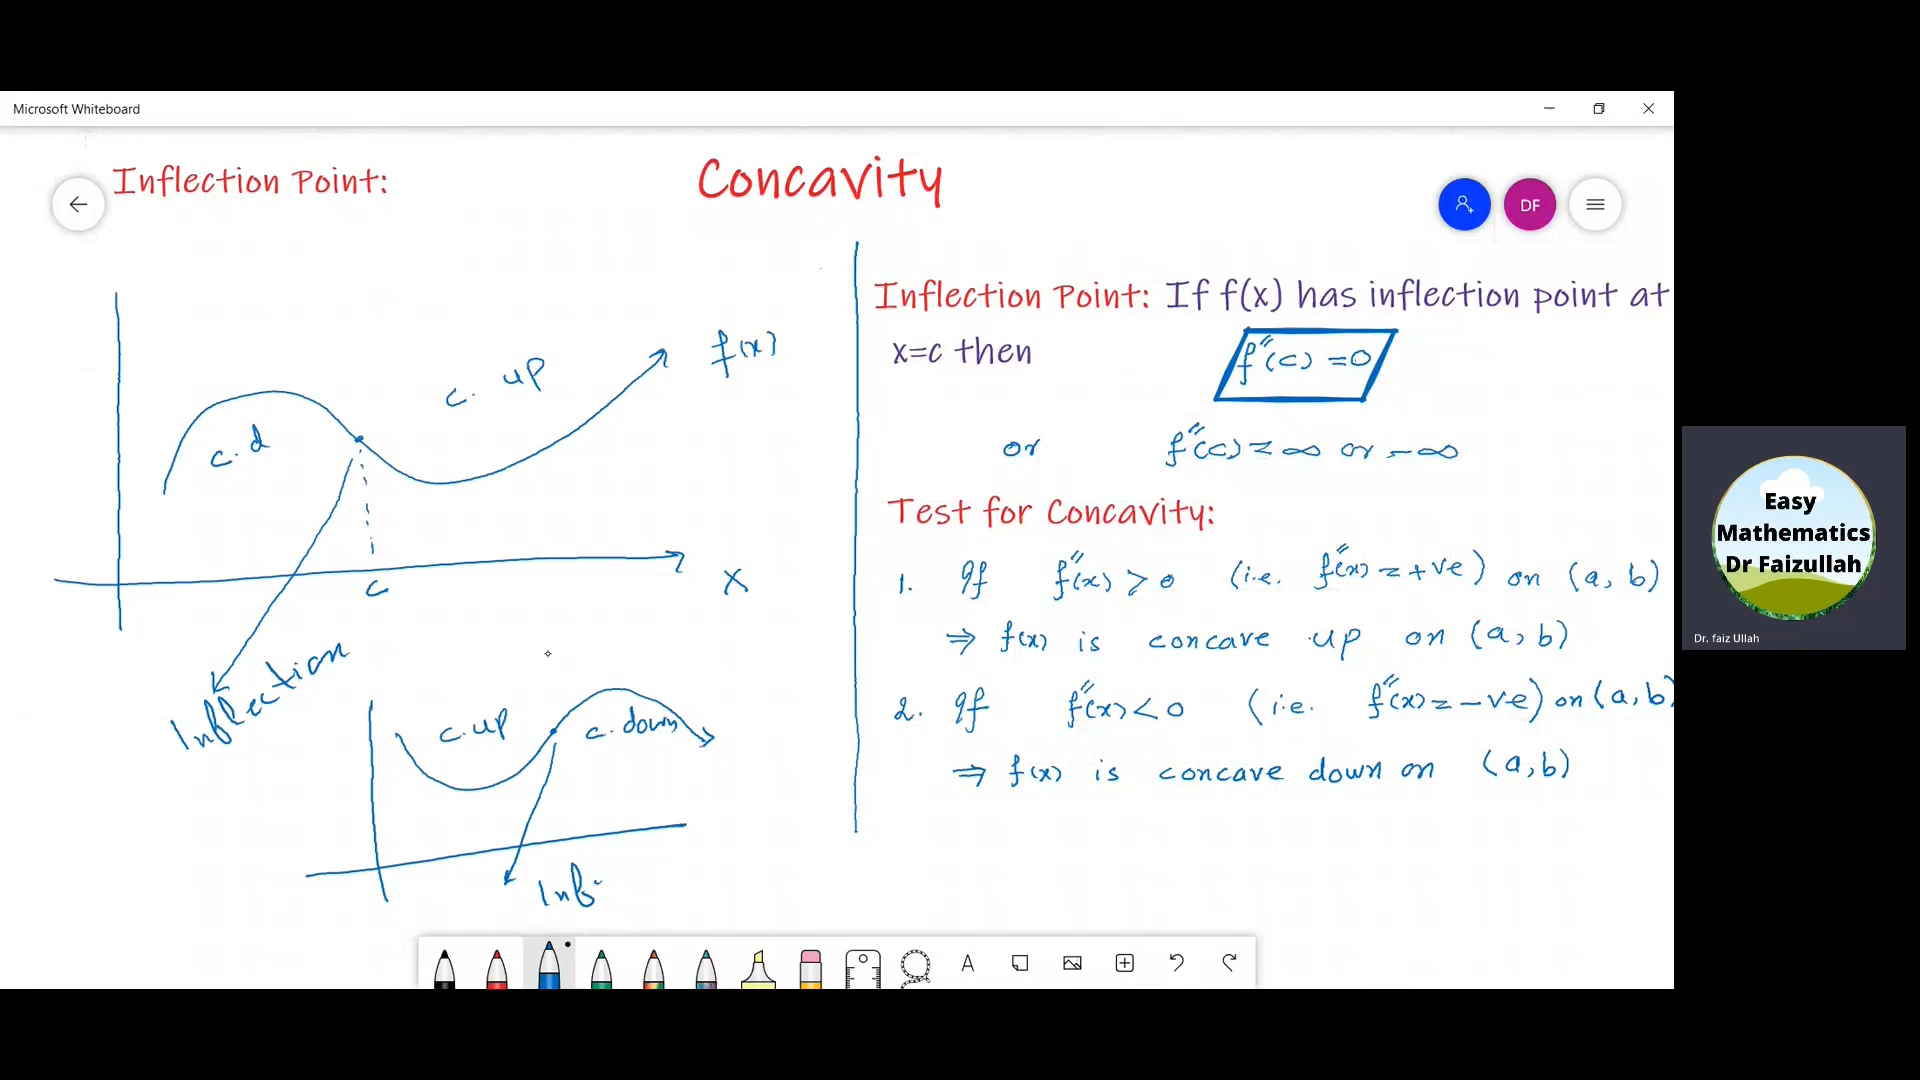 Microsoft Whiteboard
Inflection Point:
Concavity
DF
f(x)
c. up
c.d
c
x
Inflection
c.up
c. down
Inf:
Inflection Point: If f(x) has inflection point at
x=c then
f"(c) =0
or f"(c) = ∞ or -∞
Test for Concavity:
1. If f"(x) > 0 (i.e. f"(x) = +ve) on (a, b)
⇒ f(x) is concave up on (a, b)
2. If f"(x) < 0 (i.e. f"(x) = -ve) on (a, b)
⇒ f(x) is concave down on (a,b)
A
Easy
Mathematics
Dr Faizullah
Dr. faiz Ullah